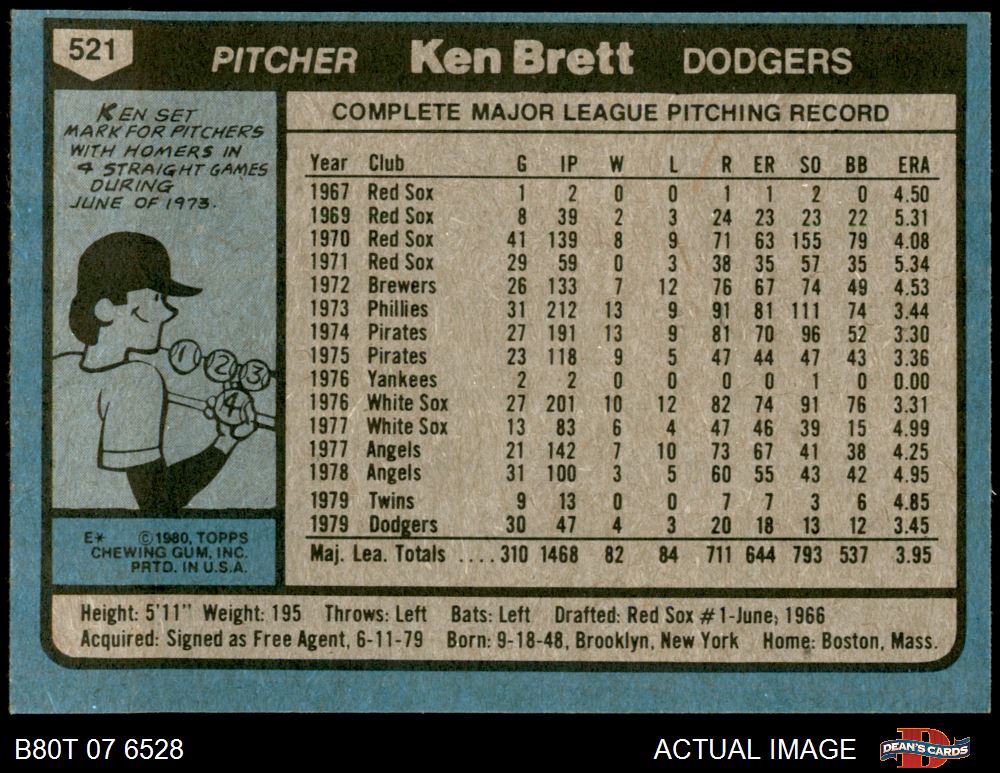 521 PITCHER Ken Brett DODGERS
KEN SET
MARK FOR PITCHERS
WITH HOMERS IN
4 STRAIGHT GAMES
DURING
JUNE OF 1973.
1 2 3
4
E* © 1980, TOPPS
CHEWING GUM, INC.
PRTD. IN U.S.A.
COMPLETE MAJOR LEAGUE PITCHING RECORD
Year Club G IP W L R ER SO BB ERA
1967 Red Sox 1 2 0 0 1 1 2 0 4.50
1969 Red Sox 8 39 2 3 24 23 23 22 5.31
1970 Red Sox 41 139 8 9 71 63 155 79 4.08
1971 Red Sox 29 59 0 3 38 35 57 35 5.34
1972 Brewers 26 133 7 12 76 67 74 49 4.53
1973 Phillies 31 212 13 9 91 81 111 74 3.44
1974 Pirates 27 191 13 9 81 70 96 52 3.30
1975 Pirates 23 118 9 5 47 44 47 43 3.36
1976 Yankees 2 2 0 0 0 0 1 0 0.00
1976 White Sox 27 201 10 12 82 74 91 76 3.31
1977 White Sox 13 83 6 4 47 46 39 15 4.99
1977 Angels 21 142 7 10 73 67 41 38 4.25
1978 Angels 31 100 3 5 60 55 43 42 4.95
1979 Twins 9 13 0 0 7 7 3 6 4.85
1979 Dodgers 30 47 4 3 20 18 13 12 3.45
Maj. Lea. Totals .... 310 1468 82 84 711 644 793 537 3.95
Height: 5'11" Weight: 195 Throws: Left Bats: Left Drafted: Red Sox #1-June, 1966
Acquired: Signed as Free Agent, 6-11-79 Born: 9-18-48, Brooklyn, New York Home: Boston, Mass.
B80T 07 6528 ACTUAL IMAGE DEAN'S CARDS